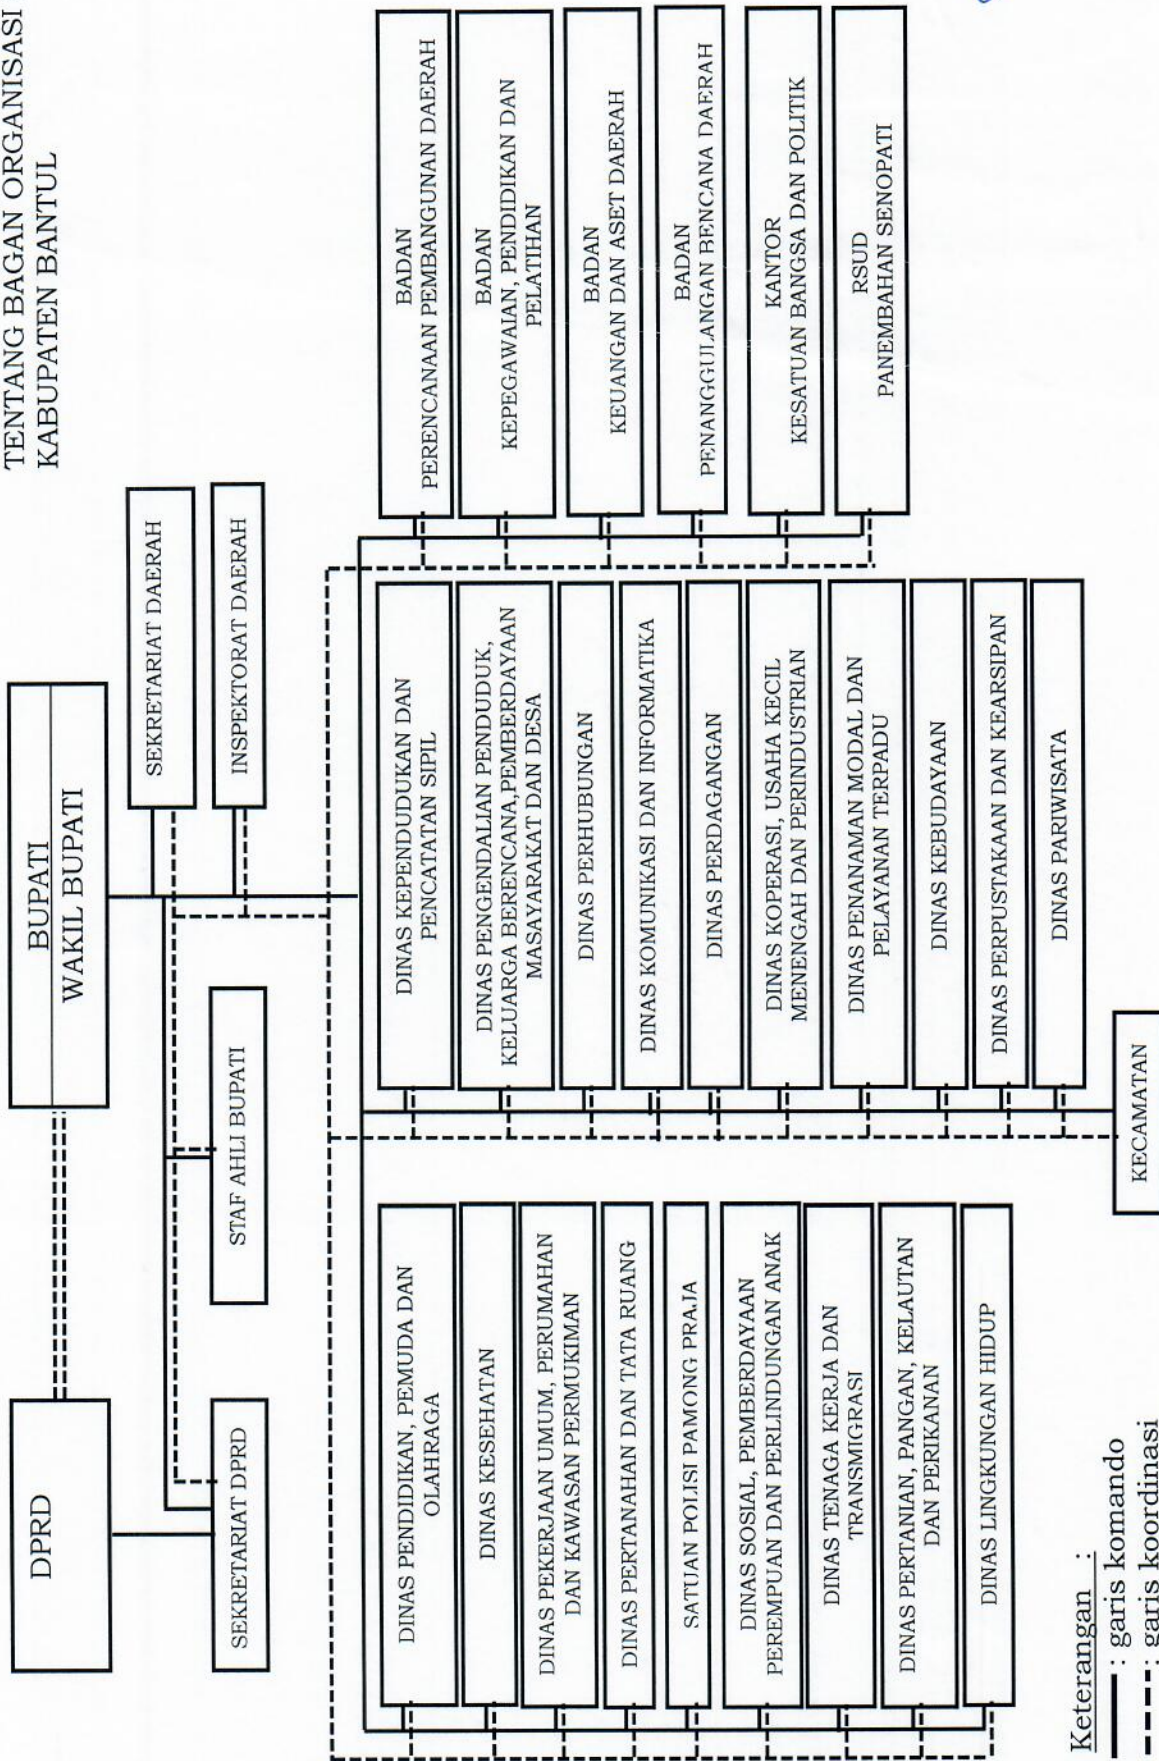 TENTANG BAGAN ORGANISASI
KABUPATEN BANTUL
DPRD
BUPATI
WAKIL BUPATI
SEKRETARIAT DPRD
STAF AHLI BUPATI
SEKRETARIAT DAERAH
INSPEKTORAT DAERAH
DINAS PENDIDIKAN, PEMUDA DAN
OLAHRAGA
DINAS KESEHATAN
DINAS PEKERJAAN UMUM, PERUMAHAN
DAN KAWASAN PERMUKIMAN
DINAS PERTANAHAN DAN TATA RUANG
SATUAN POLISI PAMONG PRAJA
DINAS SOSIAL, PEMBERDAYAAN
PEREMPUAN DAN PERLINDUNGAN ANAK
DINAS TENAGA KERJA DAN
TRANSMIGRASI
DINAS PERTANIAN, PANGAN, KELAUTAN
DAN PERIKANAN
DINAS LINGKUNGAN HIDUP
DINAS KEPENDUDUKAN DAN
PENCATATAN SIPIL
DINAS PENGENDALIAN PENDUDUK,
KELUARGA BERENCANA,PEMBERDAYAAN
MASAYARAKAT DAN DESA
DINAS PERHUBUNGAN
DINAS KOMUNIKASI DAN INFORMATIKA
DINAS PERDAGANGAN
DINAS KOPERASI, USAHA KECIL
MENENGAH DAN PERINDUSTRIAN
DINAS PENANAMAN MODAL DAN
PELAYANAN TERPADU
DINAS KEBUDAYAAN
DINAS PERPUSTAKAAN DAN KEARSIPAN
DINAS PARIWISATA
BADAN
PERENCANAAN PEMBANGUNAN DAERAH
BADAN
KEPEGAWAIAN, PENDIDIKAN DAN
PELATIHAN
BADAN
KEUANGAN DAN ASET DAERAH
BADAN
PENANGGULANGAN BENCANA DAERAH
KANTOR
KESATUAN BANGSA DAN POLITIK
RSUD
PANEMBAHAN SENOPATI
KECAMATAN
Keterangan :
: garis komando
: garis koordinasi